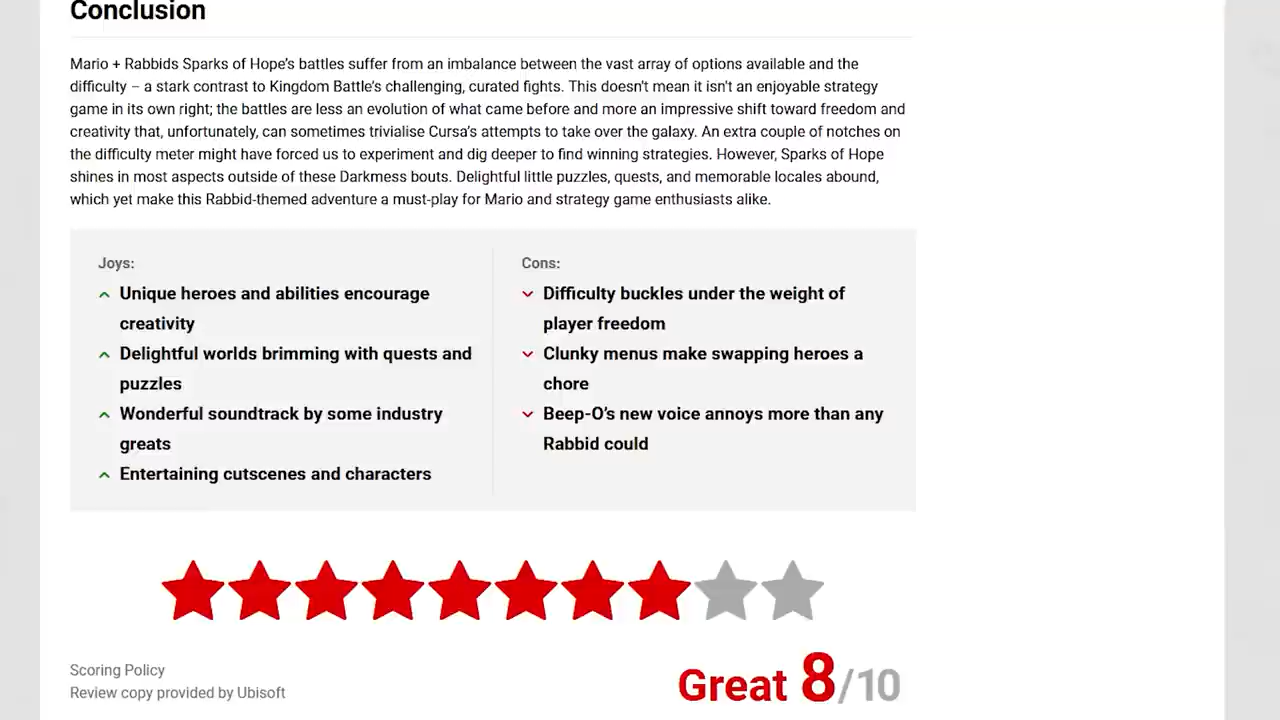 Conclusion
Mario + Rabbids Sparks of Hope's battles suffer from an imbalance between the vast array of options available and the
difficulty – a stark contrast to Kingdom Battle's challenging, curated fights. This doesn't mean it isn't an enjoyable strategy
game in its own right; the battles are less an evolution of what came before and more an impressive shift toward freedom and
creativity that, unfortunately, can sometimes trivialise Cursa's attempts to take over the galaxy. An extra couple of notches on
the difficulty meter might have forced us to experiment and dig deeper to find winning strategies. However, Sparks of Hope
shines in most aspects outside of these Darkness bouts. Delightful little puzzles, quests, and memorable locales abound,
which yet make this Rabbid-themed adventure a must-play for Mario and strategy game enthusiasts alike.
Joys:
Unique heroes and abilities encourage
creativity
Delightful worlds brimming with quests and
puzzles
Wonderful soundtrack by some industry
greats
Entertaining cutscenes and characters
Cons:
Difficulty buckles under the weight of
player freedom
Clunky menus make swapping heroes a
chore
Beep-O's new voice annoys more than any
Rabbid could
Scoring Policy
Review copy provided by Ubisoft
Great 8/10